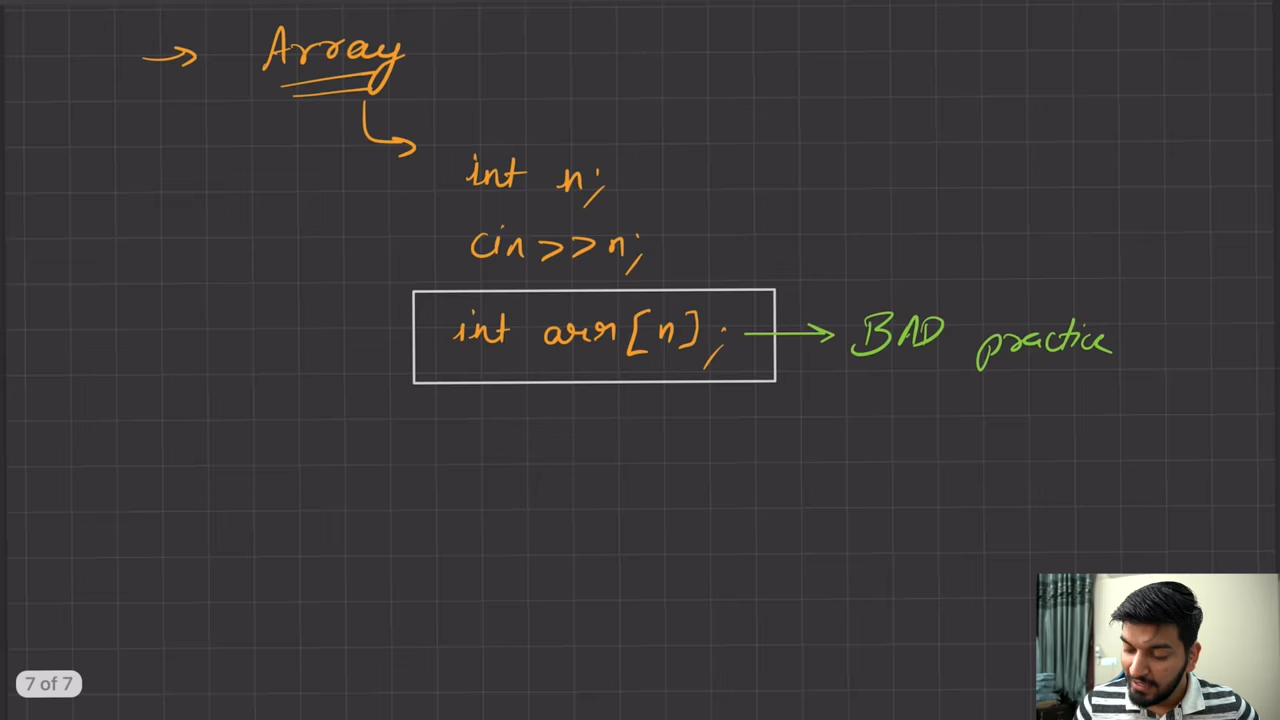 → Array
int n;
cin>>n;
int arr[n]; → BAD practice
7 of 7